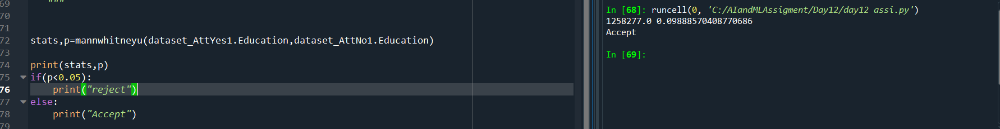 69 """
70
71
72 stats,p=mannwhitneyu(dataset_AttYes1.Education,dataset_AttNo1.Education)
73
74 print(stats,p)
75 if(p<0.05):
76 print("reject")
77 else:
78 print("Accept")
79
In [68]: runcell(0, 'C:/AIandMLAssigment/Day12/day12 assi.py')
1258277.0 0.09888570408770686
Accept
In [69]: